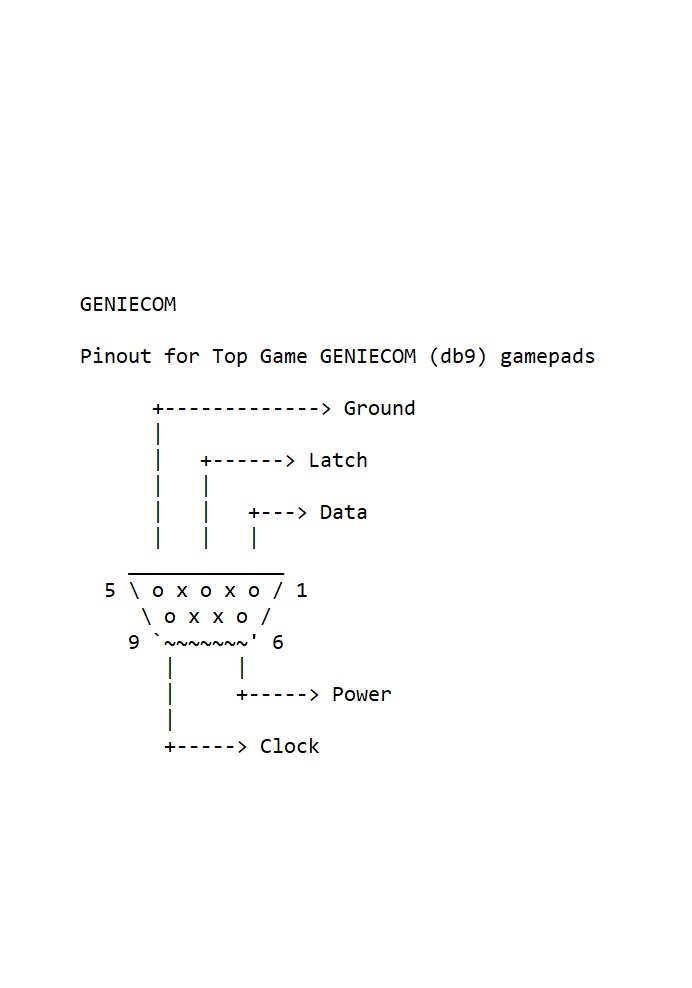 GENIECOM
Pinout for Top Game GENIECOM (db9) gamepads
      +-------------> Ground
      |
      |   +------> Latch
      |   |
      |   |   +---> Data
      |   |   |
    _____________
  5 \ o x o x o / 1
     \ o x x o /
    9 `~~~~~~~' 6
       |     |
       |     +-----> Power
       |
       +-----> Clock